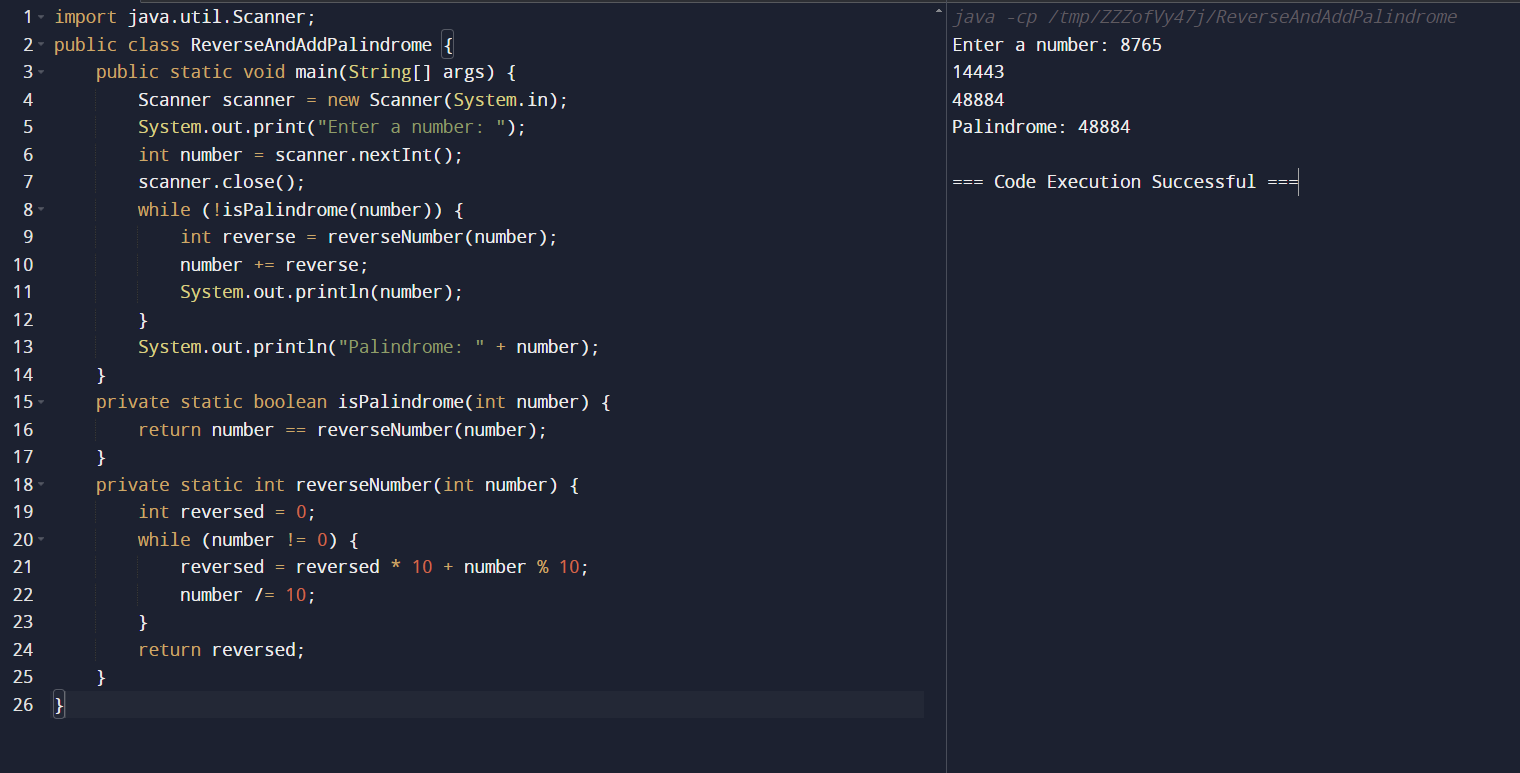 1 import java.util.Scanner;
2 public class ReverseAndAddPalindrome {
3     public static void main(String[] args) {
4         Scanner scanner = new Scanner(System.in);
5         System.out.print("Enter a number: ");
6         int number = scanner.nextInt();
7         scanner.close();
8         while (!isPalindrome(number)) {
9             int reverse = reverseNumber(number);
10             number += reverse;
11             System.out.println(number);
12         }
13         System.out.println("Palindrome: " + number);
14     }
15     private static boolean isPalindrome(int number) {
16         return number == reverseNumber(number);
17     }
18     private static int reverseNumber(int number) {
19         int reversed = 0;
20         while (number != 0) {
21             reversed = reversed * 10 + number % 10;
22             number /= 10;
23         }
24         return reversed;
25     }
26 }
java -cp /tmp/ZZZofVy47j/ReverseAndAddPalindrome
Enter a number: 8765
14443
48884
Palindrome: 48884
=== Code Execution Successful ===